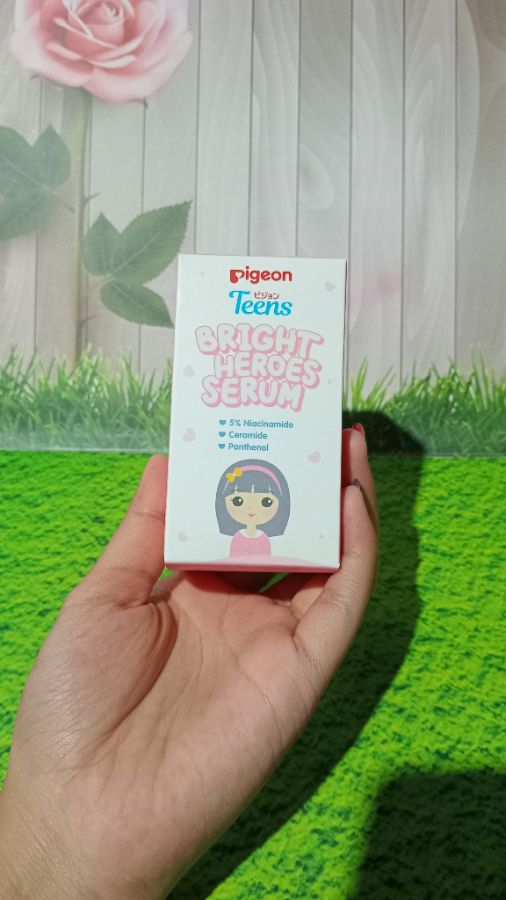 Pigeon
ピジョン
Teens
BRIGHT
HEROES
SERUM
5% Niacinamide
Ceramide
Panthenol